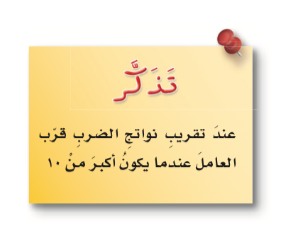 تَذَكَّر
عندَ تقريبِ نواتجِ الضربِ قرّب
العاملَ عندما يكونُ أكبرَ منْ ١٠